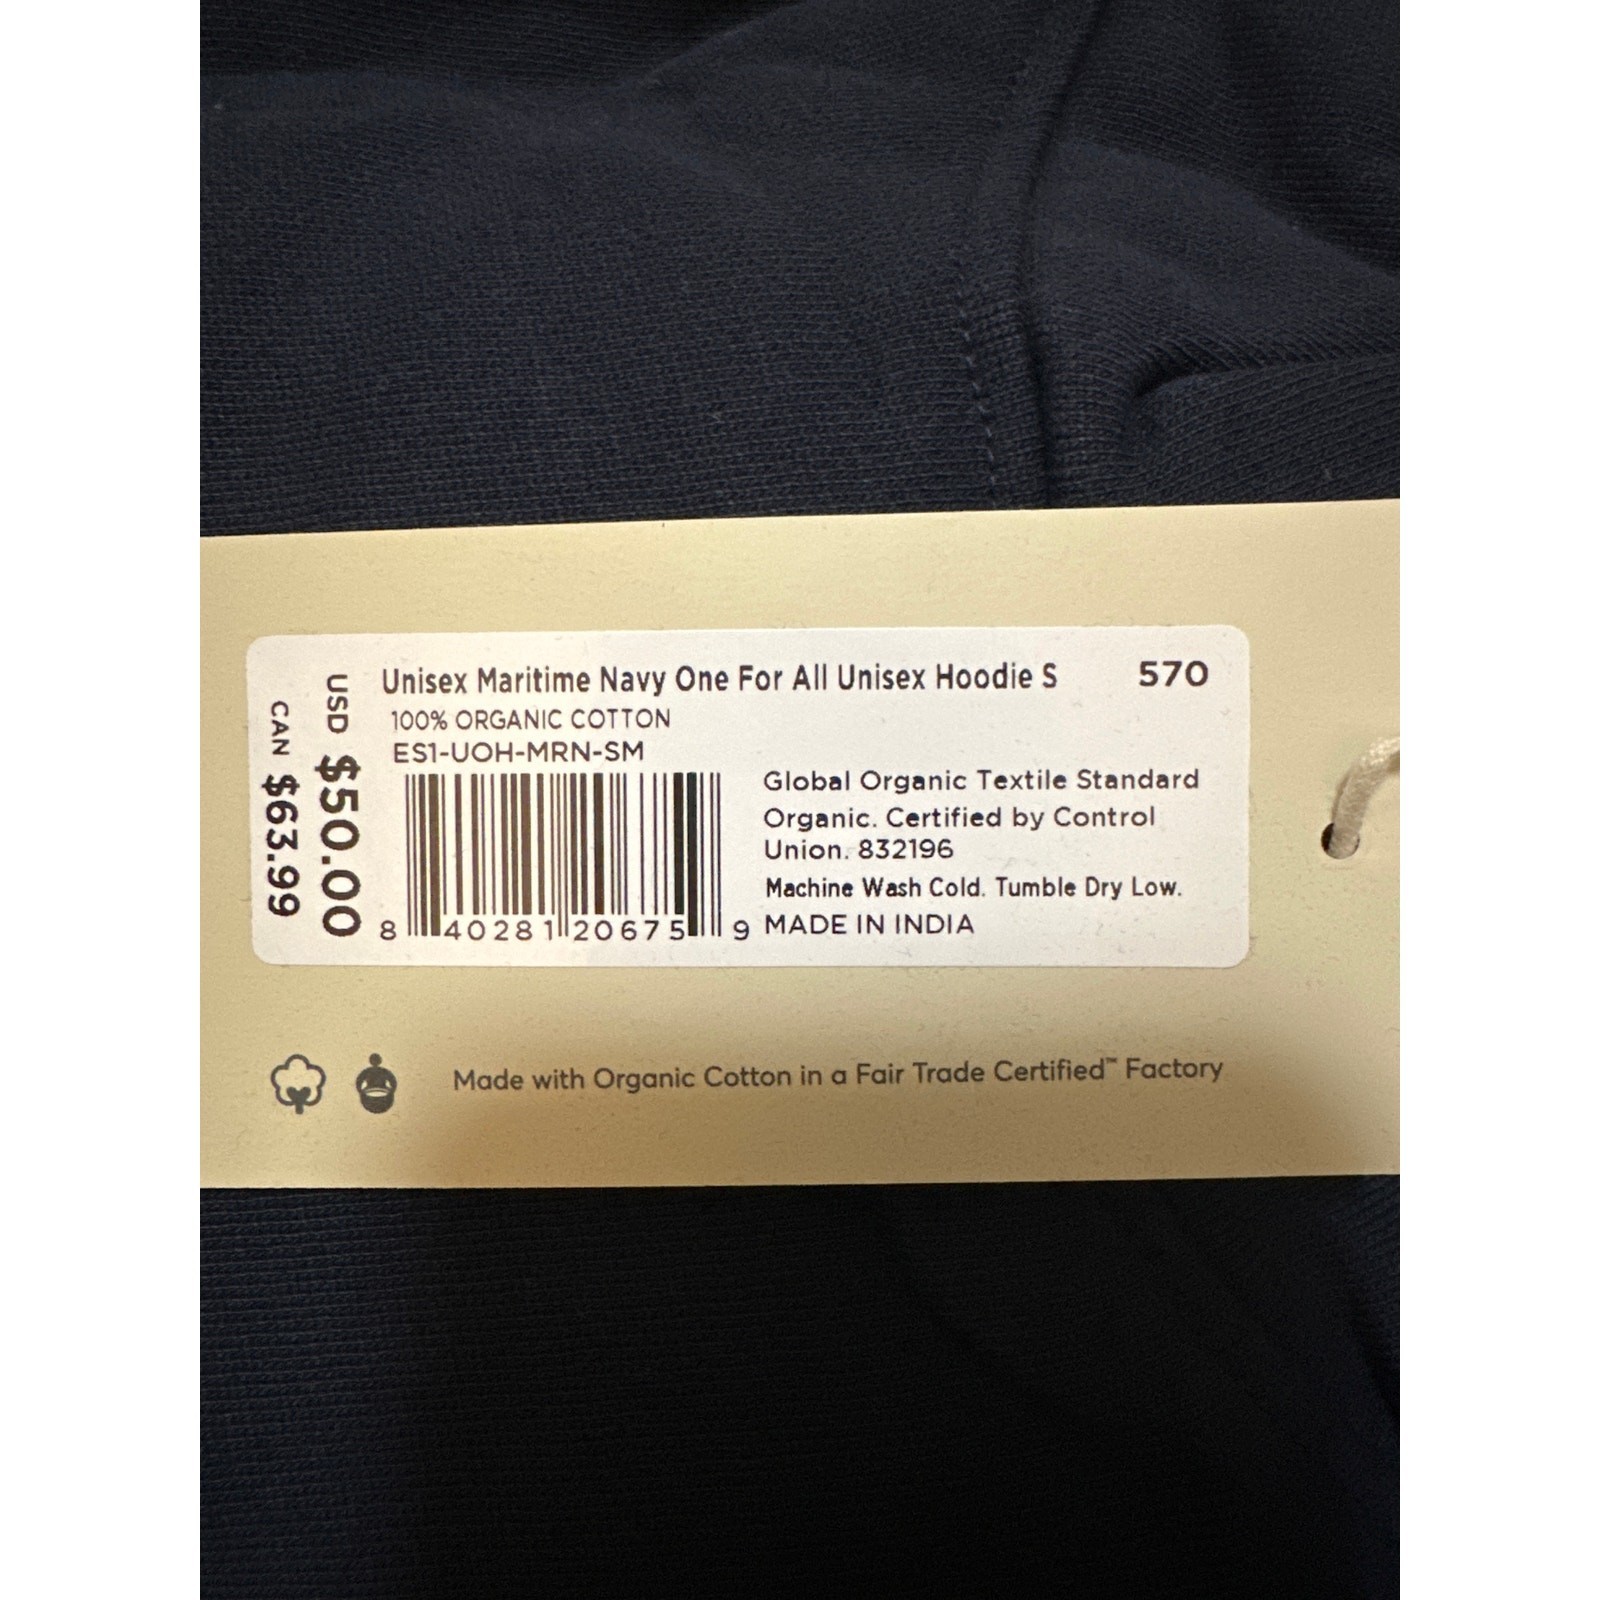 Unisex Maritime Navy One For All Unisex Hoodie S 570
100% ORGANIC COTTON
ES1-UOH-MRN-SM
USD $50.00
CAN $63.99
8 40281 20675 9
Global Organic Textile Standard
Organic. Certified by Control
Union. 832196
Machine Wash Cold. Tumble Dry Low.
MADE IN INDIA
Made with Organic Cotton in a Fair Trade Certified™ Factory